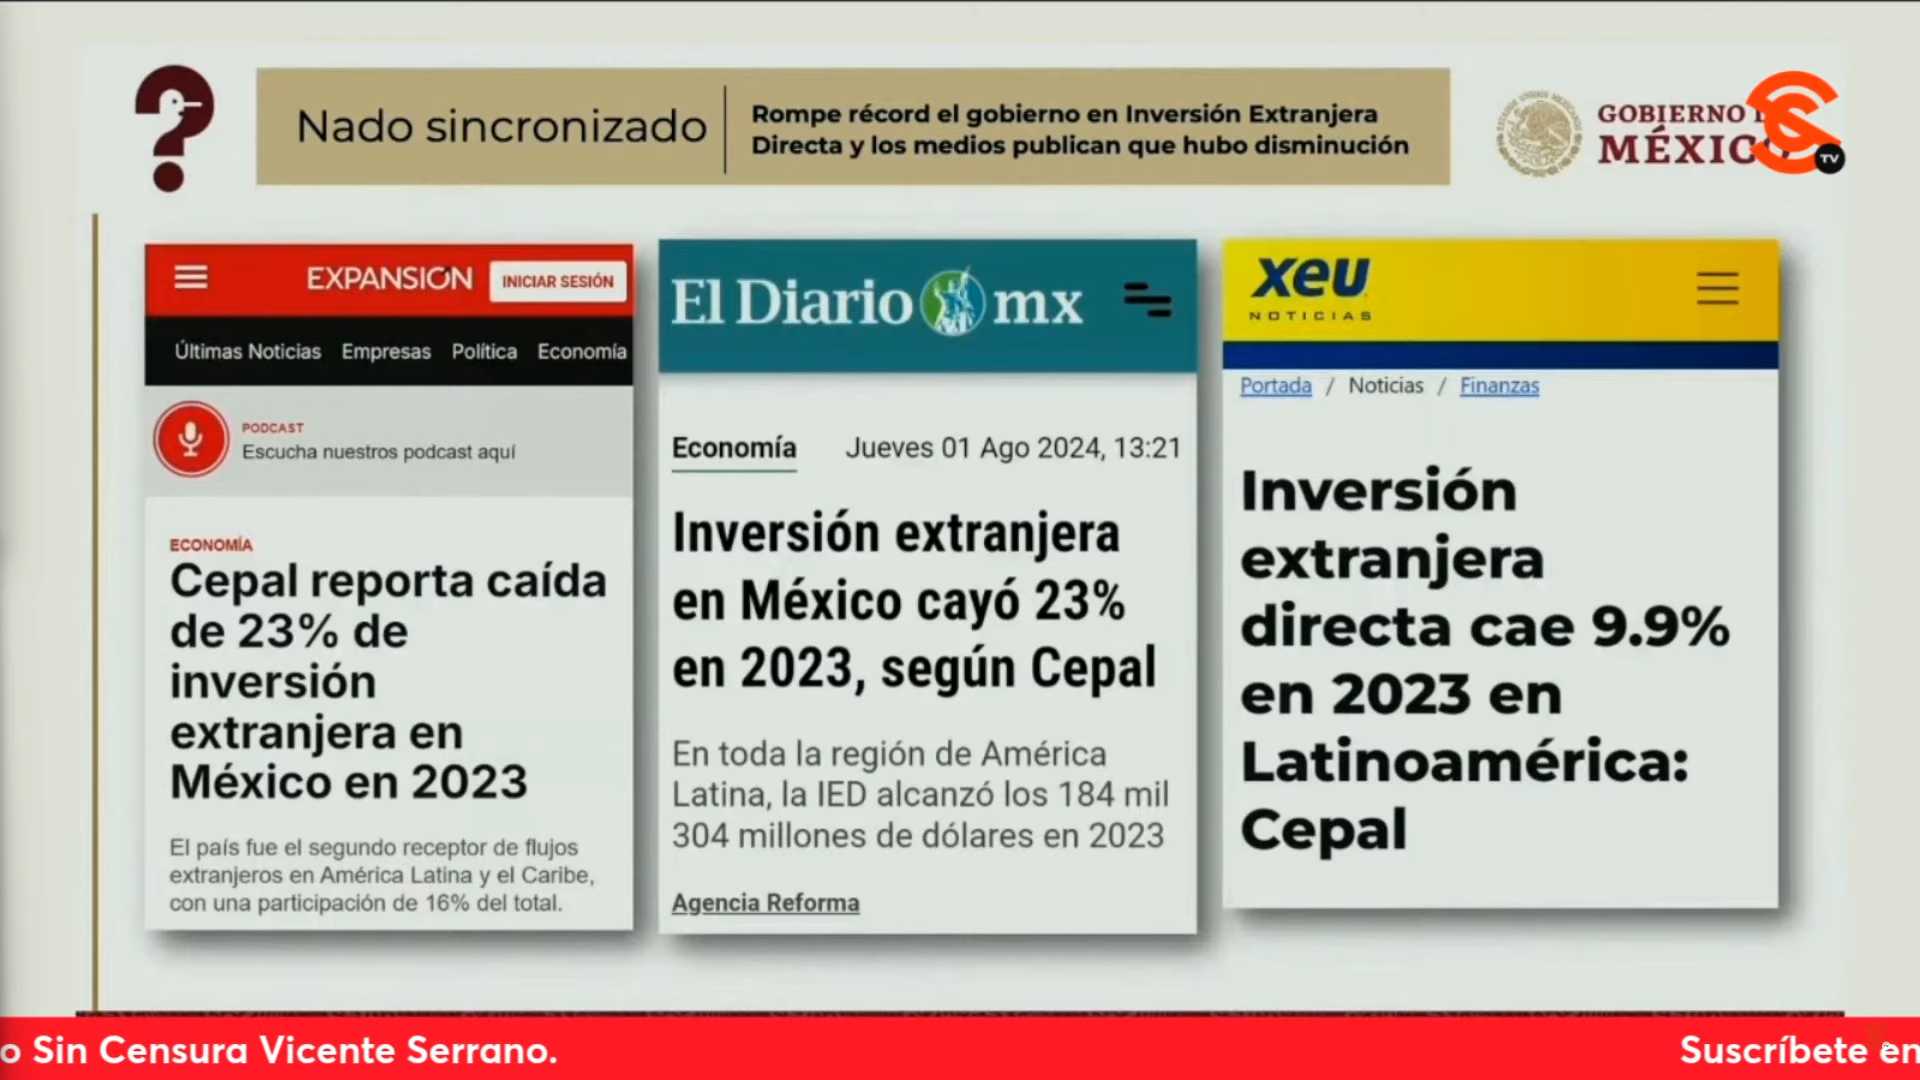 Nado sincronizado
Rompe récord el gobierno en Inversión Extranjera
Directa y los medios publican que hubo disminución
GOBIERNO
MÉXICO
TV
EXPANSIÓN
INICIAR SESIÓN
Últimas Noticias Empresas Política Economía
PODCAST
Escucha nuestros podcast aquí
ECONOMÍA
Cepal reporta caída
de 23% de
inversión
extranjera en
México en 2023
El país fue el segundo receptor de flujos
extranjeros en América Latina y el Caribe,
con una participación de 16% del total.
El Diario mx
Economía Jueves 01 Ago 2024, 13:21
Inversión extranjera
en México cayó 23%
en 2023, según Cepal
En toda la región de América
Latina, la IED alcanzó los 184 mil
304 millones de dólares en 2023
Agencia Reforma
xeu
NOTICIAS
Portada / Noticias / Finanzas
Inversión
extranjera
directa cae 9.9%
en 2023 en
Latinoamérica:
Cepal
o Sin Censura Vicente Serrano.
Suscríbete en